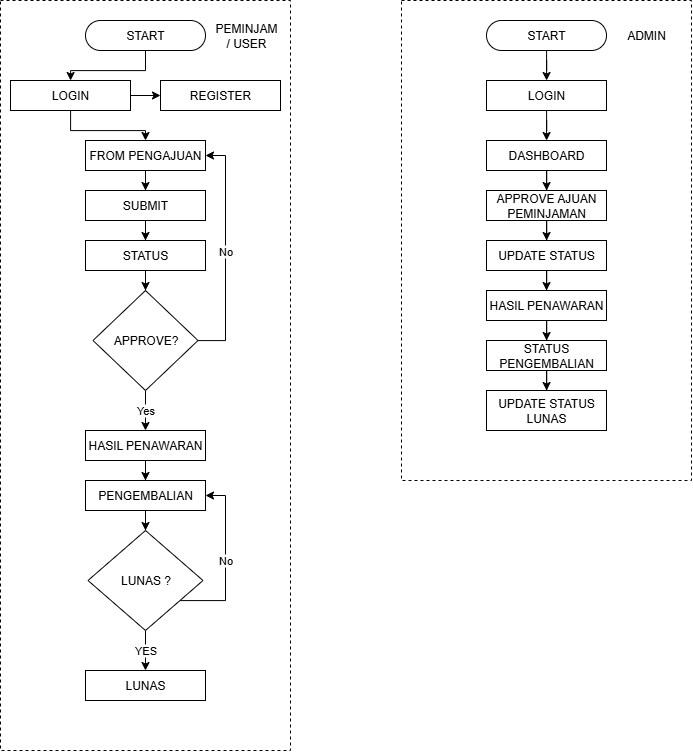 START
PEMINJAM
/ USER
LOGIN
REGISTER
FROM PENGAJUAN
SUBMIT
STATUS
No
APPROVE?
Yes
HASIL PENAWARAN
PENGEMBALIAN
No
LUNAS ?
YES
LUNAS
START
ADMIN
LOGIN
DASHBOARD
APPROVE AJUAN
PEMINJAMAN
UPDATE STATUS
HASIL PENAWARAN
STATUS
PENGEMBALIAN
UPDATE STATUS
LUNAS